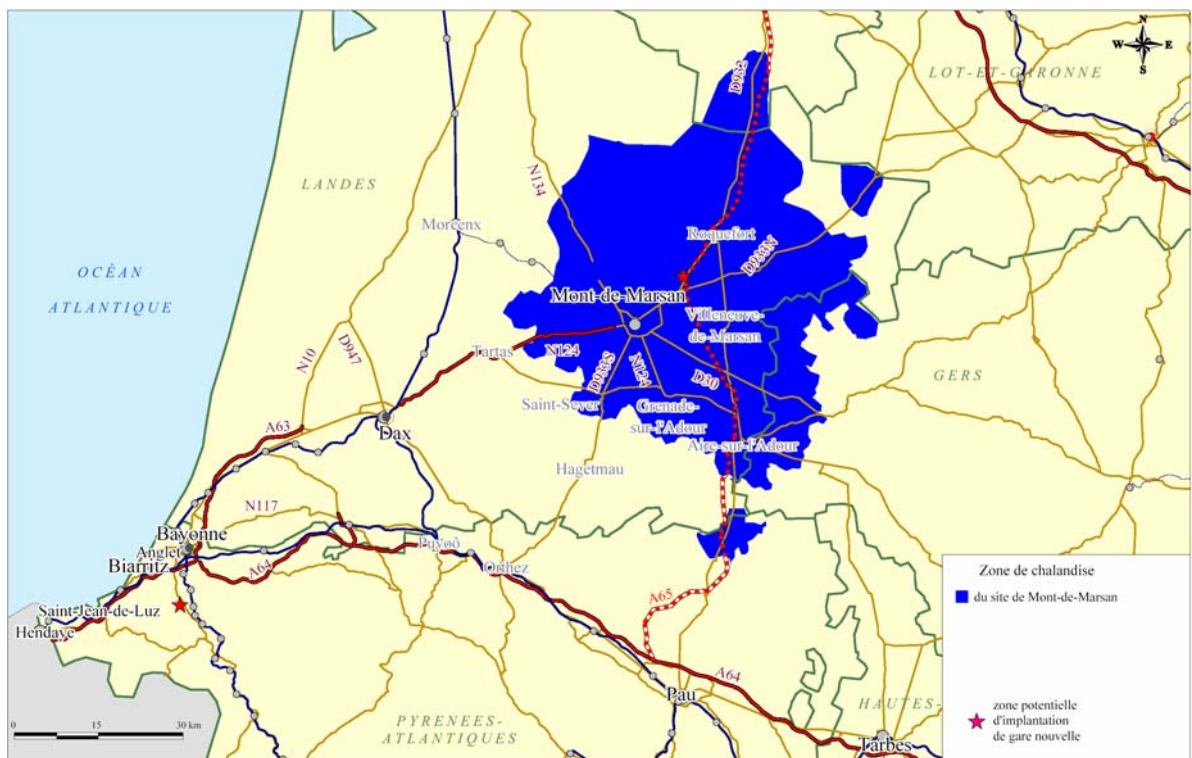 N
W E
S
D932
LOT-ET-GARONNE
LANDES
N134
Morcenx
Roquefort
OCÉAN
ATLANTIQUE
D933N
Mont-de-Marsan
Villeneuve-
de-Marsan
N10
D947
Tartas
N124
D933S
N124
D30
GERS
Saint-Sever
Grenade-
sur-l'Adour
A63
Dax
Aire-sur-l'Adour
Hagetmau
N117
Bayonne
Anglet
Biarritz
A64
Puyoô
Orthez
Zone de chalandise
du site de Mont-de-Marsan
A65
Saint-Jean-de-Luz
Hendaye
A64
Pau
HAUTES-
PYRENEES-
ATLANTIQUES
zone potentielle
d'implantation
de gare nouvelle
0 15 30 km
Tarbes